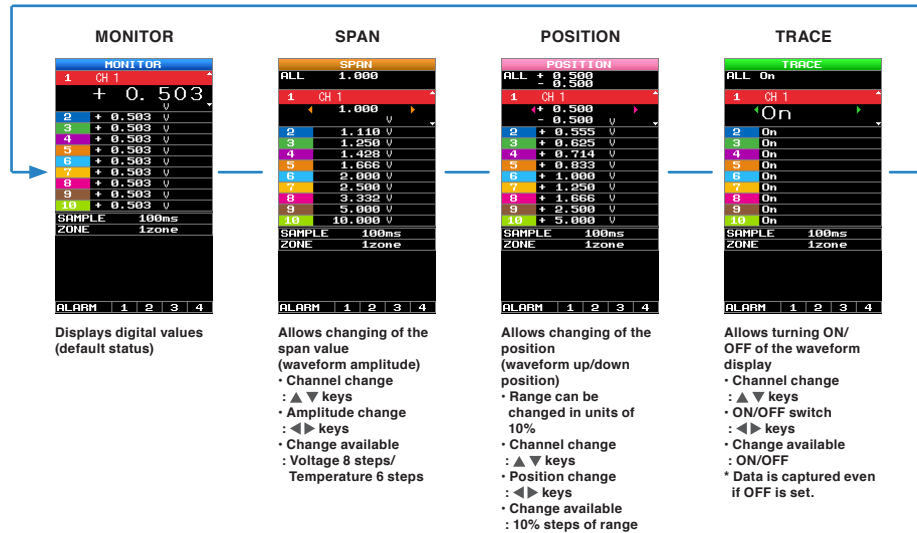 MONITOR
MONITOR
1 CH 1
+ 0.503
V
2 + 0.503 V
3 + 0.503 V
4 + 0.503 V
5 + 0.503 V
6 + 0.503 V
7 + 0.503 V
8 + 0.503 V
9 + 0.503 V
10 + 0.503 V
SAMPLE 100ms
ZONE 1zone
ALARM 1 2 3 4
Displays digital values
(default status)
SPAN
SPAN
ALL 1.000
1 CH 1
1.000
V
2 1.110 V
3 1.250 V
4 1.428 V
5 1.666 V
6 2.000 V
7 2.500 V
8 3.332 V
9 5.000 V
10 10.000 V
SAMPLE 100ms
ZONE 1zone
ALARM 1 2 3 4
Allows changing of the
span value
(waveform amplitude)
・Channel change
: ▲ ▼ keys
・Amplitude change
: ◀ ▶ keys
・Change available
: Voltage 8 steps/
Temperature 6 steps
POSITION
POSITION
ALL + 0.500
- 0.500
1 CH 1
+ 0.500
- 0.500 V
2 + 0.555 V
3 + 0.625 V
4 + 0.714 V
5 + 0.833 V
6 + 1.000 V
7 + 1.250 V
8 + 1.666 V
9 + 2.500 V
10 + 5.000 V
SAMPLE 100ms
ZONE 1zone
ALARM 1 2 3 4
Allows changing of the
position
(waveform up/down
position)
・Range can be
changed in units of
10%
・Channel change
: ▲ ▼ keys
・Position change
: ◀ ▶ keys
・Change available
: 10% steps of range
TRACE
TRACE
ALL On
1 CH 1
On
2 On
3 On
4 On
5 On
6 On
7 On
8 On
9 On
10 On
SAMPLE 100ms
ZONE 1zone
ALARM 1 2 3 4
Allows turning ON/
OFF of the waveform
display
・Channel change
: ▲ ▼ keys
・ON/OFF switch
: ◀ ▶ keys
・Change available
: ON/OFF
* Data is captured even
if OFF is set.